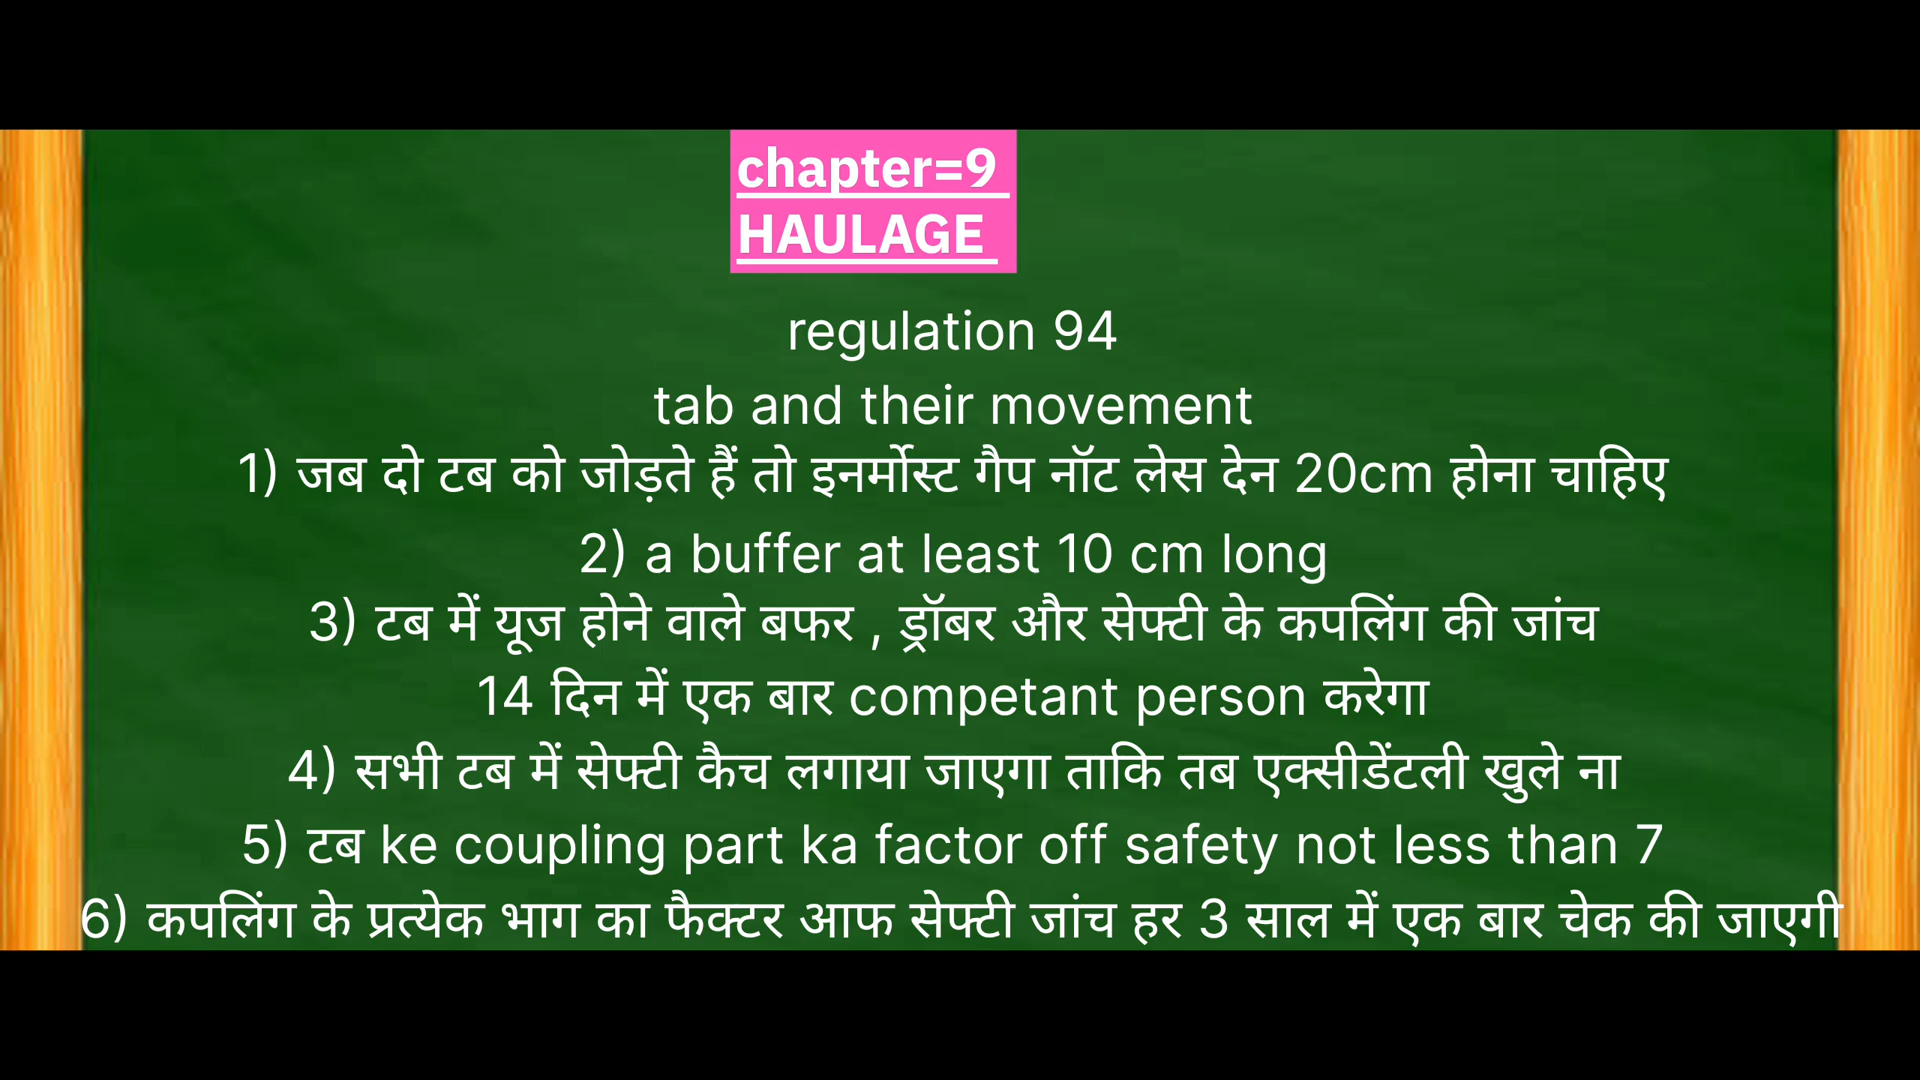 chapter=9
HAULAGE
regulation 94
tab and their movement
1) जब दो टब को जोड़ते हैं तो इनर्मोस्ट गैप नॉट लेस देन 20cm होना चाहिए
2) a buffer at least 10 cm long
3) टब में यूज होने वाले बफर , ड्रॉबर और सेफ्टी के कपलिंग की जांच
14 दिन में एक बार competant person करेगा
4) सभी टब में सेफ्टी कैच लगाया जाएगा ताकि तब एक्सीडेंटली खुले ना
5) टब ke coupling part ka factor off safety not less than 7
6) कपलिंग के प्रत्येक भाग का फैक्टर आफ सेफ्टी जांच हर 3 साल में एक बार चेक की जाएगी